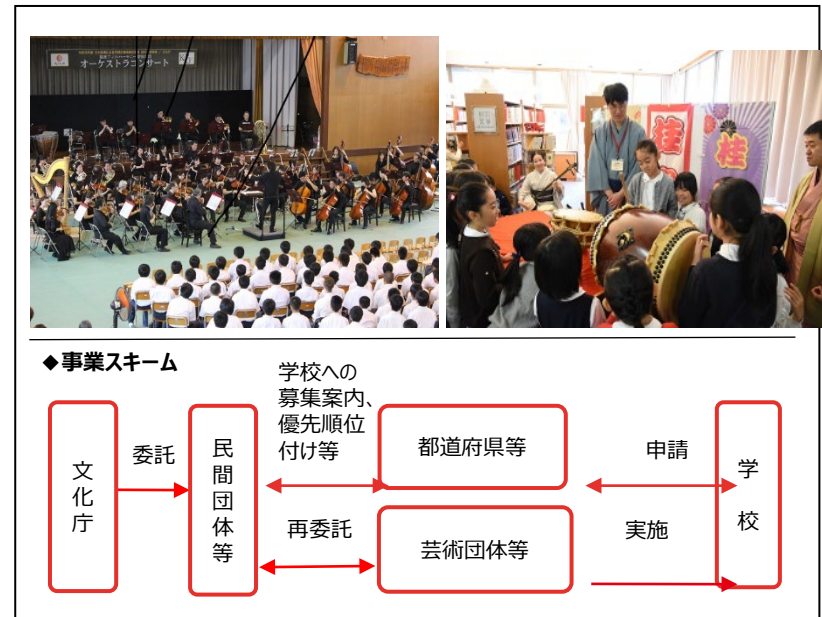 オーケストラコンサート
桂
桂
◆事業スキーム
文化庁
委託
民間団体等
学校への
募集案内、
優先順位
付け等
都道府県等
申請
学校
再委託
芸術団体等
実施